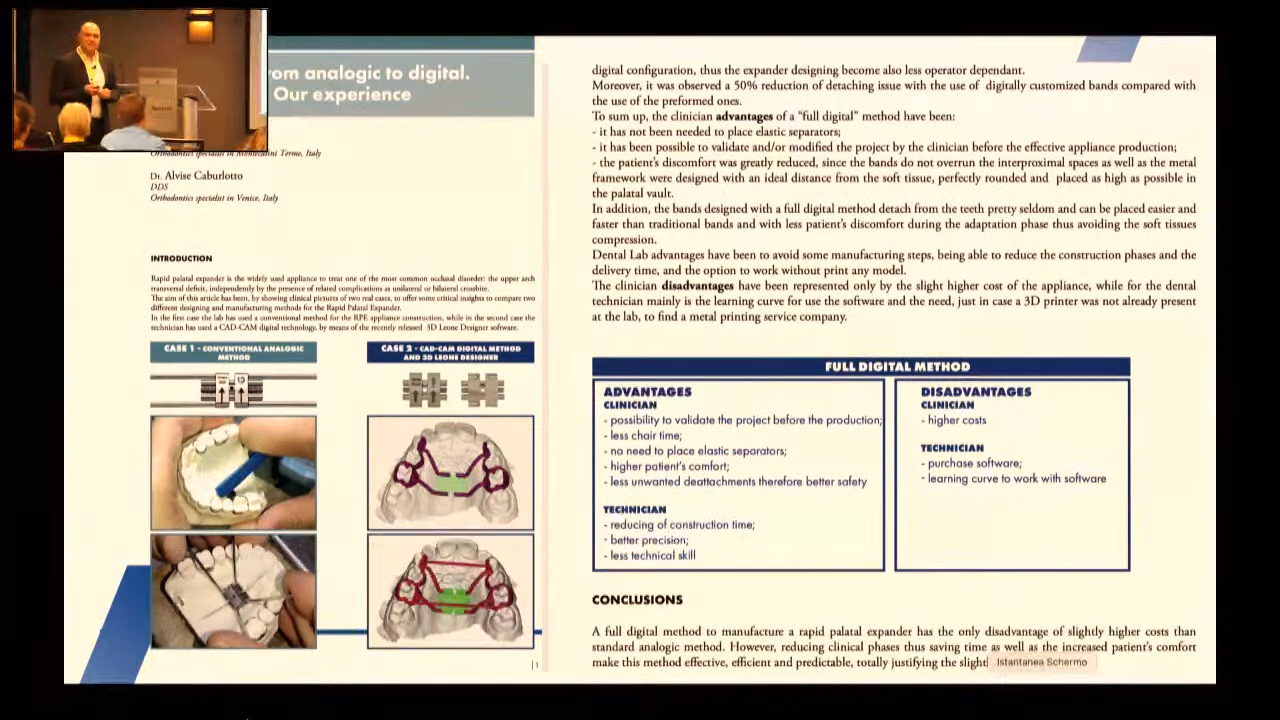 om analogic to digital.
Our experience
Orthodontics specialist in Montecatini Terme, Italy
Dr. Alvise Caburlotto
DDS
Orthodontics specialist in Venice, Italy
INTRODUCTION
Rapid palatal expander is the widely used appliance to treat one of the most common occlusal disorder: the upper arch
transversal deficit, independently by the presence of related complications as unilateral or bilateral crossbite.
The aim of this article has been, by showing clinical pictures of two real cases, to offer some critical insights to compare two
different designing and manufacturing methods for the Rapid Palatal Expander.
In the first case the lab has used a conventional method for the RPE appliance construction, while in the second case the
technician has used a CAD-CAM digital technology, by means of the recently released 3D Leone Designer software.
CASE 1 - CONVENTIONAL ANALOGIC
METHOD
CASE 2 - CAD-CAM DIGITAL METHOD
AND 3D LEONE DESIGNER
| 1
digital configuration, thus the expander designing become also less operator dependant.
Moreover, it was observed a 50% reduction of detaching issue with the use of digitally customized bands compared with
the use of the preformed ones.
To sum up, the clinician advantages of a "full digital" method have been:
- it has not been needed to place elastic separators;
- it has been possible to validate and/or modified the project by the clinician before the effective appliance production;
- the patient's discomfort was greatly reduced, since the bands do not overrun the interproximal spaces as well as the metal
framework were designed with an ideal distance from the soft tissue, perfectly rounded and placed as high as possible in
the palatal vault.
In addition, the bands designed with a full digital method detach from the teeth pretty seldom and can be placed easier and
faster than traditional bands and with less patient's discomfort during the adaptation phase thus avoiding the soft tissues
compression.
Dental Lab advantages have been to avoid some manufacturing steps, being able to reduce the construction phases and the
delivery time, and the option to work without print any model.
The clinician disadvantages have been represented only by the slight higher cost of the appliance, while for the dental
technician mainly is the learning curve for use the software and the need, just in case a 3D printer was not already present
at the lab, to find a metal printing service company.
FULL DIGITAL METHOD
ADVANTAGES
CLINICIAN
- possibility to validate the project before the production;
- less chair time;
- no need to place elastic separators;
- higher patient's comfort;
- less unwanted deattachments therefore better safety
TECHNICIAN
- reducing of construction time;
- better precision;
- less technical skill
DISADVANTAGES
CLINICIAN
- higher costs
TECHNICIAN
- purchase software;
- learning curve to work with software
CONCLUSIONS
A full digital method to manufacture a rapid palatal expander has the only disadvantage of slightly higher costs than
standard analogic method. However, reducing clinical phases thus saving time as well as the increased patient's comfort
make this method effective, efficient and predictable, totally justifying the slight
Istantanea Schermo